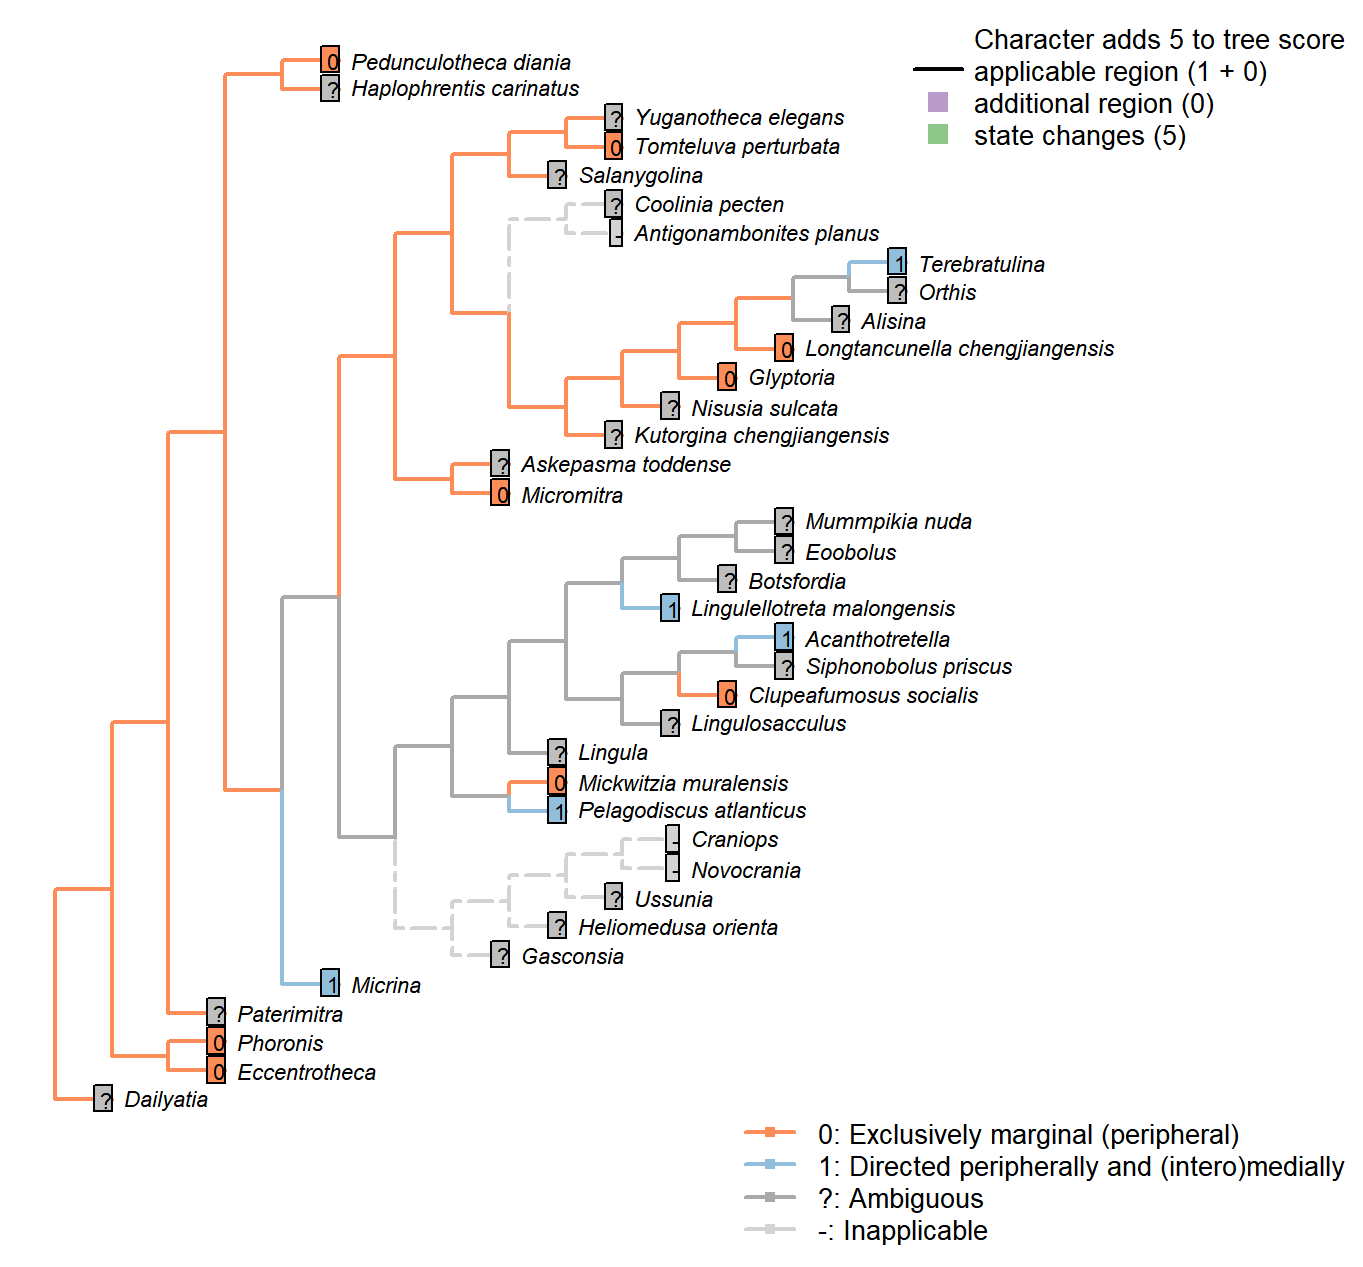 Character adds 5 to tree score
applicable region (1 + 0)
additional region (0)
state changes (5)
0 Pedunculotheca diania
? Haplophrentis carinatus
? Yuganotheca elegans
0 Tomteluva perturbata
? Salanygolina
? Coolinia pecten
- Antigonambonites planus
1 Terebratulina
? Orthis
? Alisina
0 Longtancunella chengjiangensis
0 Glyptoria
? Nisusia sulcata
? Kutorgina chengjiangensis
? Askepasma toddense
0 Micromitra
? Mummpikia nuda
? Eoobolus
? Botsfordia
1 Lingulellotreta malongensis
1 Acanthotretella
? Siphonobolus priscus
0 Clupeafumosus socialis
? Lingulosacculus
? Lingula
0 Mickwitzia muralensis
1 Pelagodiscus atlanticus
- Craniops
- Novocrania
? Ussunia
? Heliomedusa orienta
? Gasconsia
1 Micrina
? Paterimitra
0 Phoronis
0 Eccentrotheca
? Dailyatia
0: Exclusively marginal (peripheral)
1: Directed peripherally and (intero)medially
?: Ambiguous
-: Inapplicable